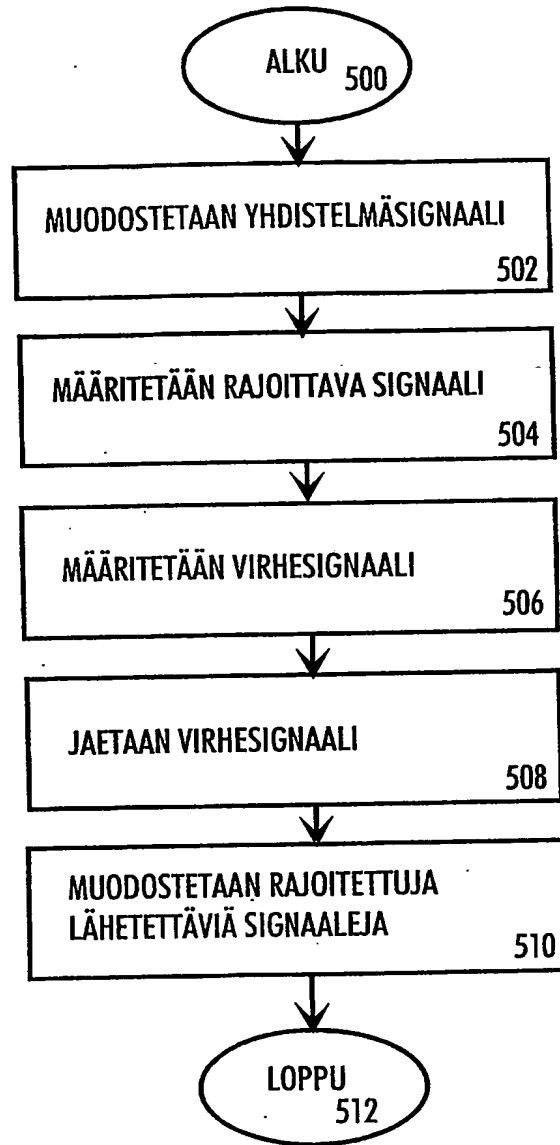 ALKU
500
MUODOSTETAAN YHDISTELMÄSIGNAALI
502
MÄÄRITETÄÄN RAJOITTAVA SIGNAALI
504
MÄÄRITETÄÄN VIRHESIGNAALI
506
JAETAAN VIRHESIGNAALI
508
MUODOSTETAAN RAJOITETTUJA
LÄHETETTÄVIÄ SIGNAALEJA
510
LOPPU
512